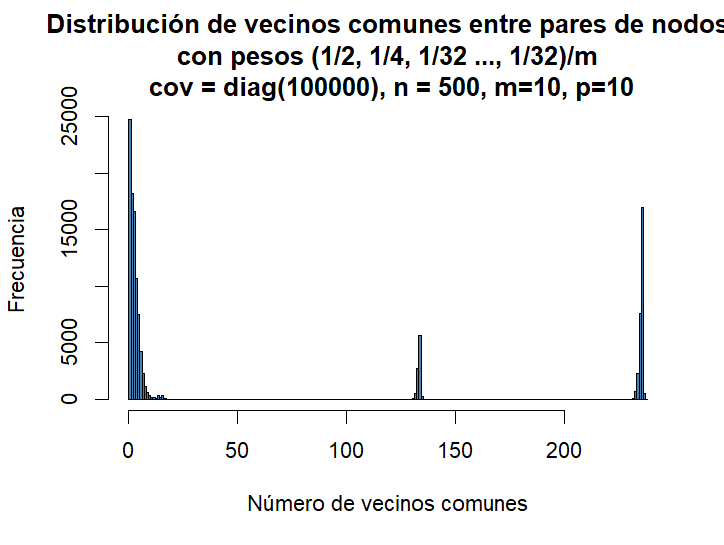 Distribución de vecinos comunes entre pares de nodos
con pesos (1/2, 1/4, 1/32 ..., 1/32)/m
cov = diag(100000), n = 500, m=10, p=10
25000
15000
5000
0
Frecuencia
0 50 100 150 200
Número de vecinos comunes